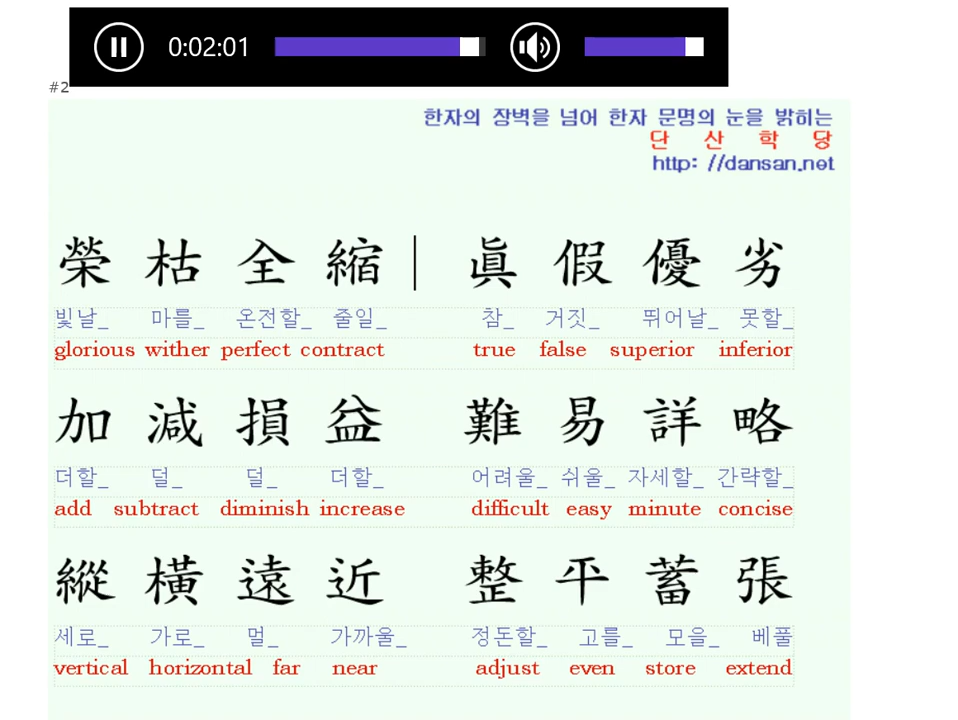 0:02:01
#2
한자의 장벽을 넘어 한자 문명의 눈을 밝히는
단 산 학 당
http: //dansan.net
榮 枯 全 縮 | 眞 假 優 劣
빛날_ 마를_ 온전할_ 줄일_ 참_ 거짓_ 뛰어날_ 못할_
glorious wither perfect contract true false superior inferior
加 減 損 益 難 易 詳 略
더할_ 덜_ 덜_ 더할_ 어려울_ 쉬울_ 자세할_ 간략할_
add subtract diminish increase difficult easy minute concise
縱 橫 遠 近 整 平 蓄 張
세로_ 가로_ 멀_ 가까울_ 정돈할_ 고를_ 모을_ 베풀
vertical horizontal far near adjust even store extend